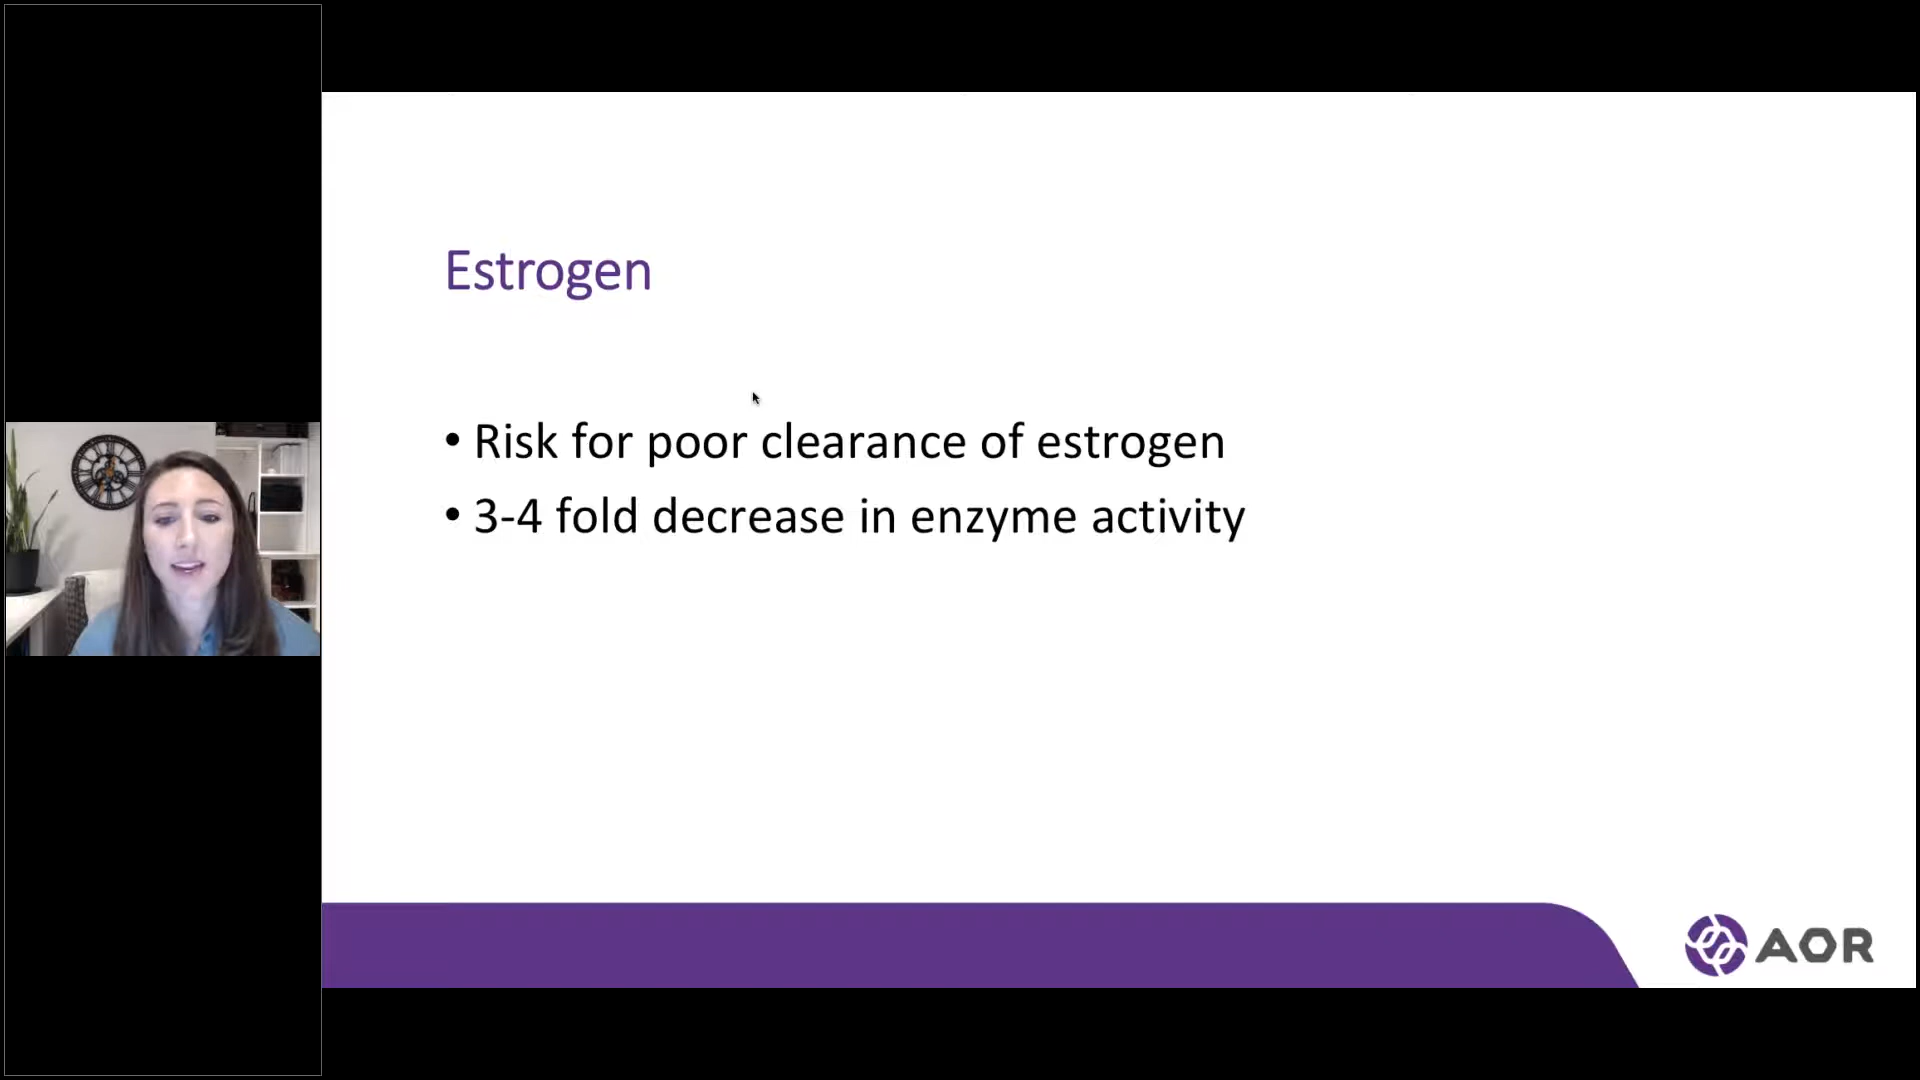 Estrogen
• Risk for poor clearance of estrogen
• 3-4 fold decrease in enzyme activity
AOR